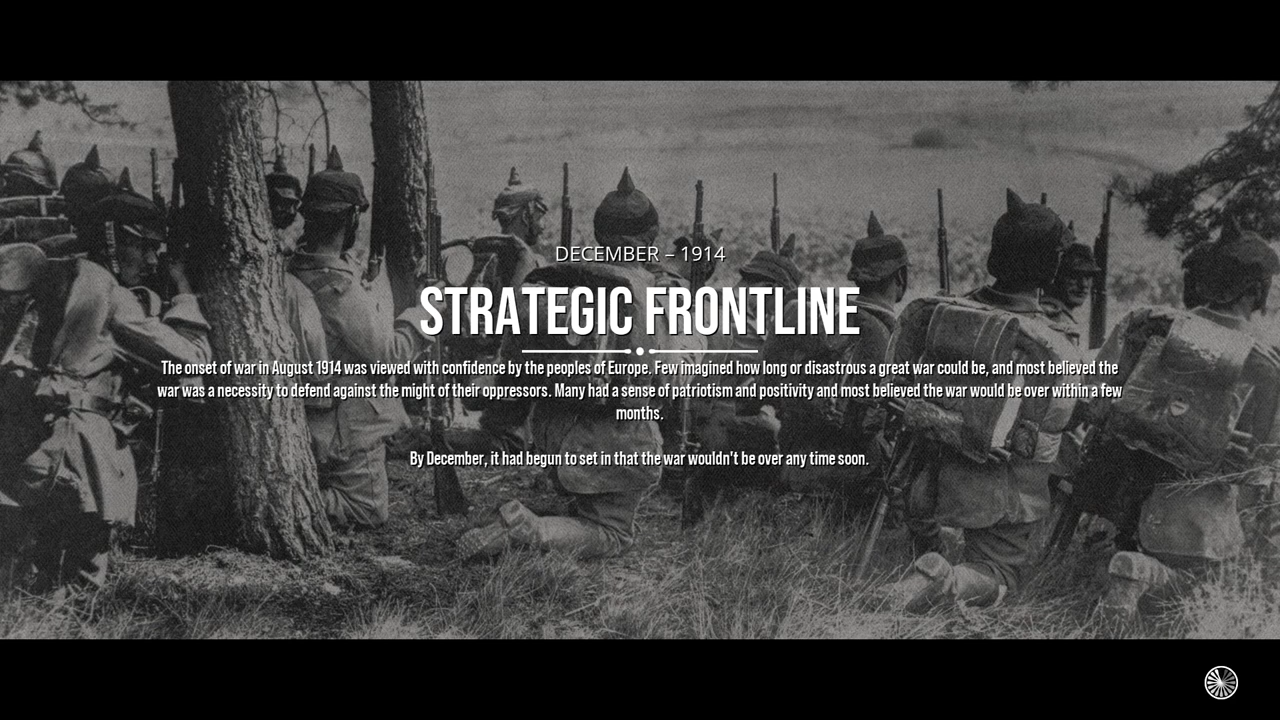 DECEMBER – 1914
STRATEGIC FRONTLINE
The onset of war in August 1914 was viewed with confidence by the peoples of Europe. Few imagined how long or disastrous a great war could be, and most believed the
war was a necessity to defend against the might of their oppressors. Many had a sense of patriotism and positivity and most believed the war would be over within a few
months.
By December, it had begun to set in that the war wouldn't be over any time soon.